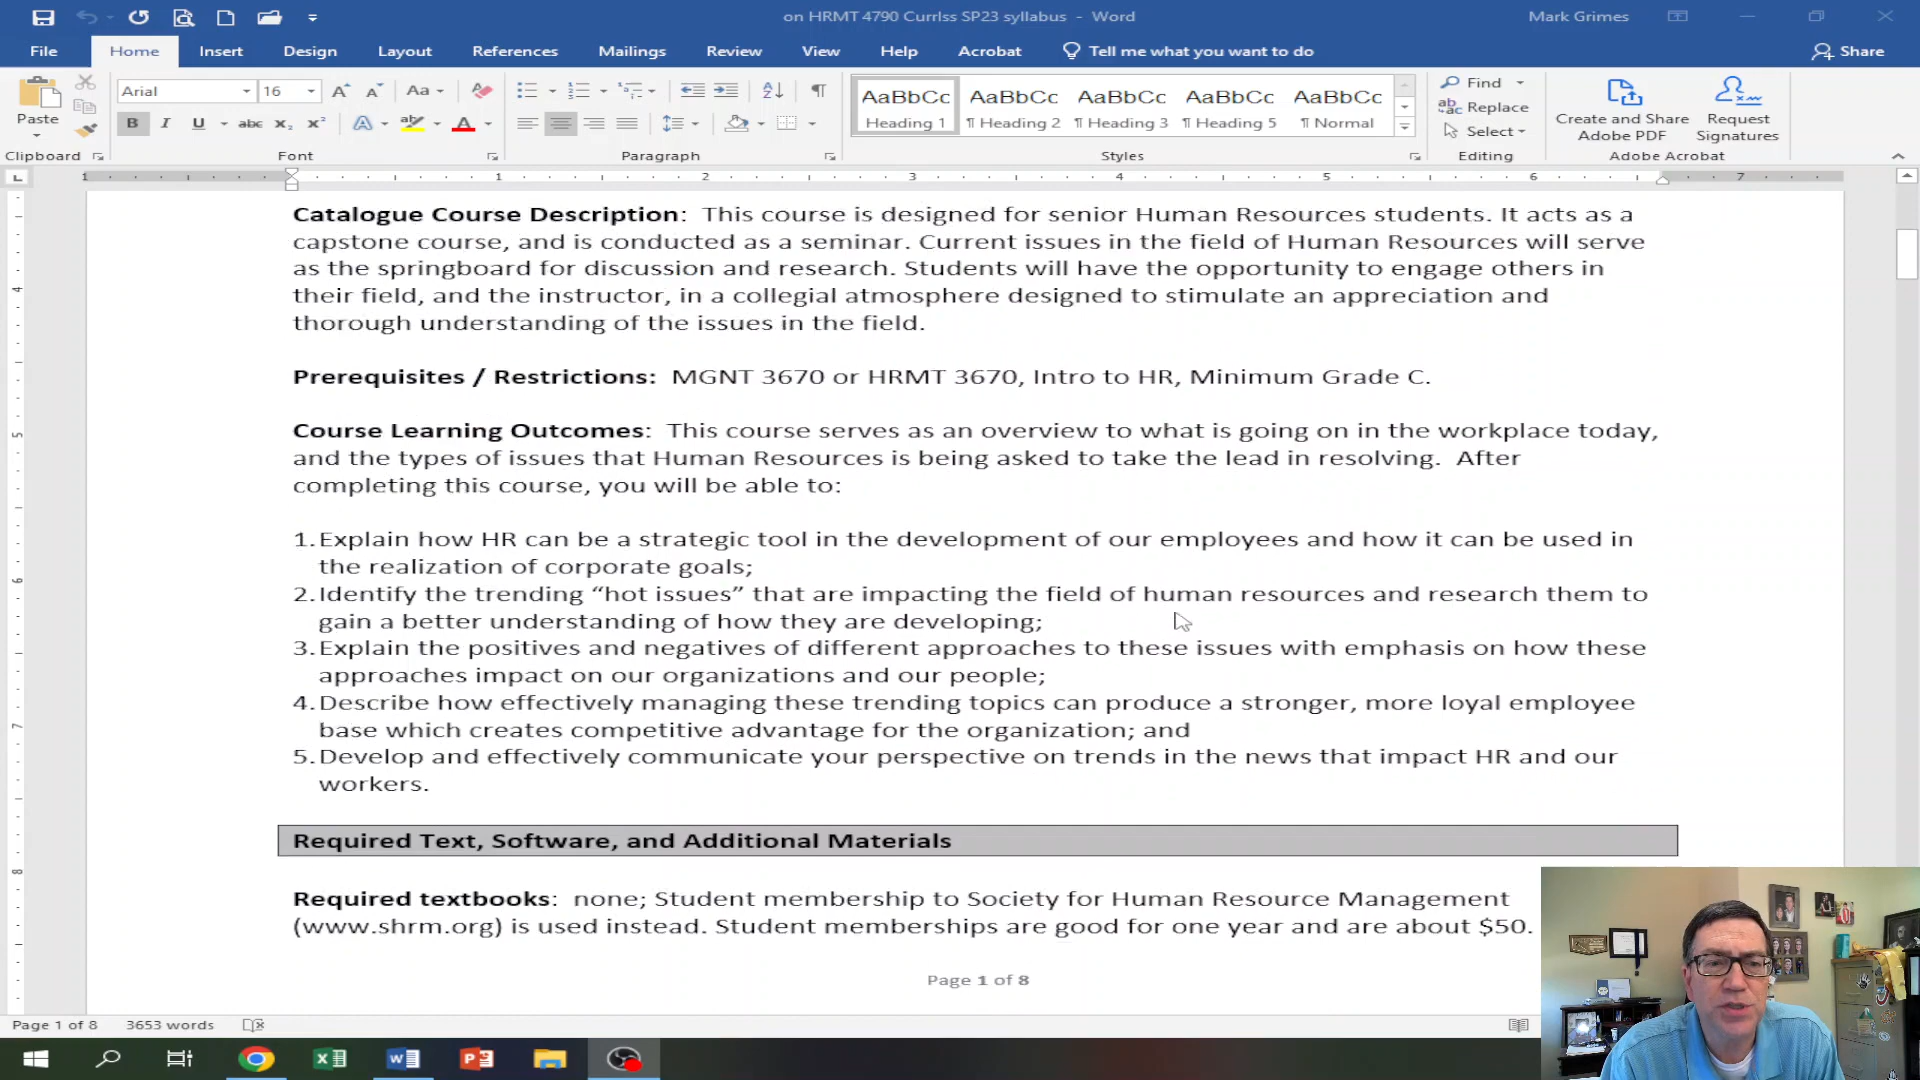 on HRMT 4790 CurrIss SP23 syllabus - Word
Mark Grimes
File Home Insert Design Layout References Mailings Review View Help Acrobat Tell me what you want to do Share
Paste
Clipboard
Arial 16
Aa
B I U abc X₂ X²
A A
Font
Paragraph
AaBbCc AaBbCc AaBbCc AaBbCc AaBbCc
Heading 1 ¶ Heading 2 ¶ Heading 3 ¶ Heading 5 ¶ Normal
Styles
Find
Replace
Select
Editing
Create and Share
Adobe PDF
Request
Signatures
Adobe Acrobat
1 1 2 3 4 5 6 7
Catalogue Course Description: This course is designed for senior Human Resources students. It acts as a
capstone course, and is conducted as a seminar. Current issues in the field of Human Resources will serve
as the springboard for discussion and research. Students will have the opportunity to engage others in
their field, and the instructor, in a collegial atmosphere designed to stimulate an appreciation and
thorough understanding of the issues in the field.
Prerequisites / Restrictions: MGNT 3670 or HRMT 3670, Intro to HR, Minimum Grade C.
Course Learning Outcomes: This course serves as an overview to what is going on in the workplace today,
and the types of issues that Human Resources is being asked to take the lead in resolving. After
completing this course, you will be able to:
1. Explain how HR can be a strategic tool in the development of our employees and how it can be used in
the realization of corporate goals;
2. Identify the trending “hot issues” that are impacting the field of human resources and research them to
gain a better understanding of how they are developing;
3. Explain the positives and negatives of different approaches to these issues with emphasis on how these
approaches impact on our organizations and our people;
4. Describe how effectively managing these trending topics can produce a stronger, more loyal employee
base which creates competitive advantage for the organization; and
5. Develop and effectively communicate your perspective on trends in the news that impact HR and our
workers.
Required Text, Software, and Additional Materials
Required textbooks: none; Student membership to Society for Human Resource Management
(www.shrm.org) is used instead. Student memberships are good for one year and are about $50.
Page 1 of 8
4
5
6
7
8
Page 1 of 8 3653 words